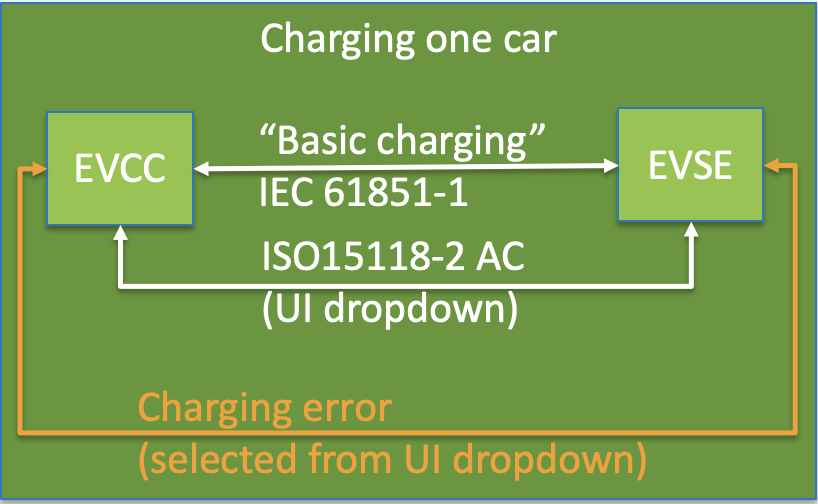 Charging one car
EVCC
“Basic charging”
IEC 61851-1
EVSE
ISO15118-2 AC
(UI dropdown)
Charging error
(selected from UI dropdown)